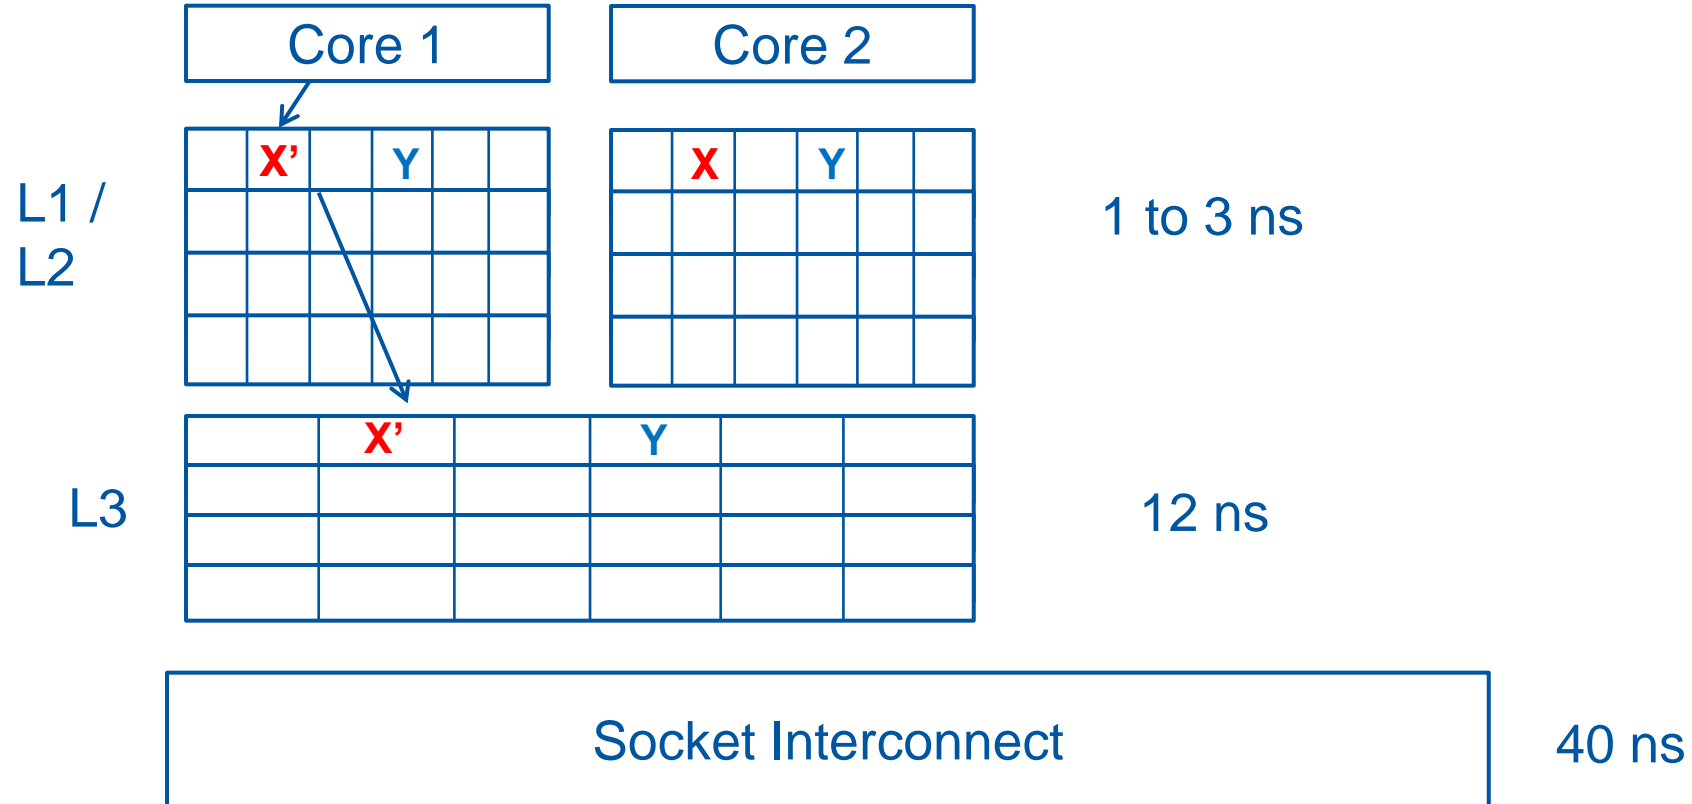 Core 1
Core 2
X’ Y
X Y
L1 /
L2
1 to 3 ns
X’ Y
L3
12 ns
Socket Interconnect
40 ns